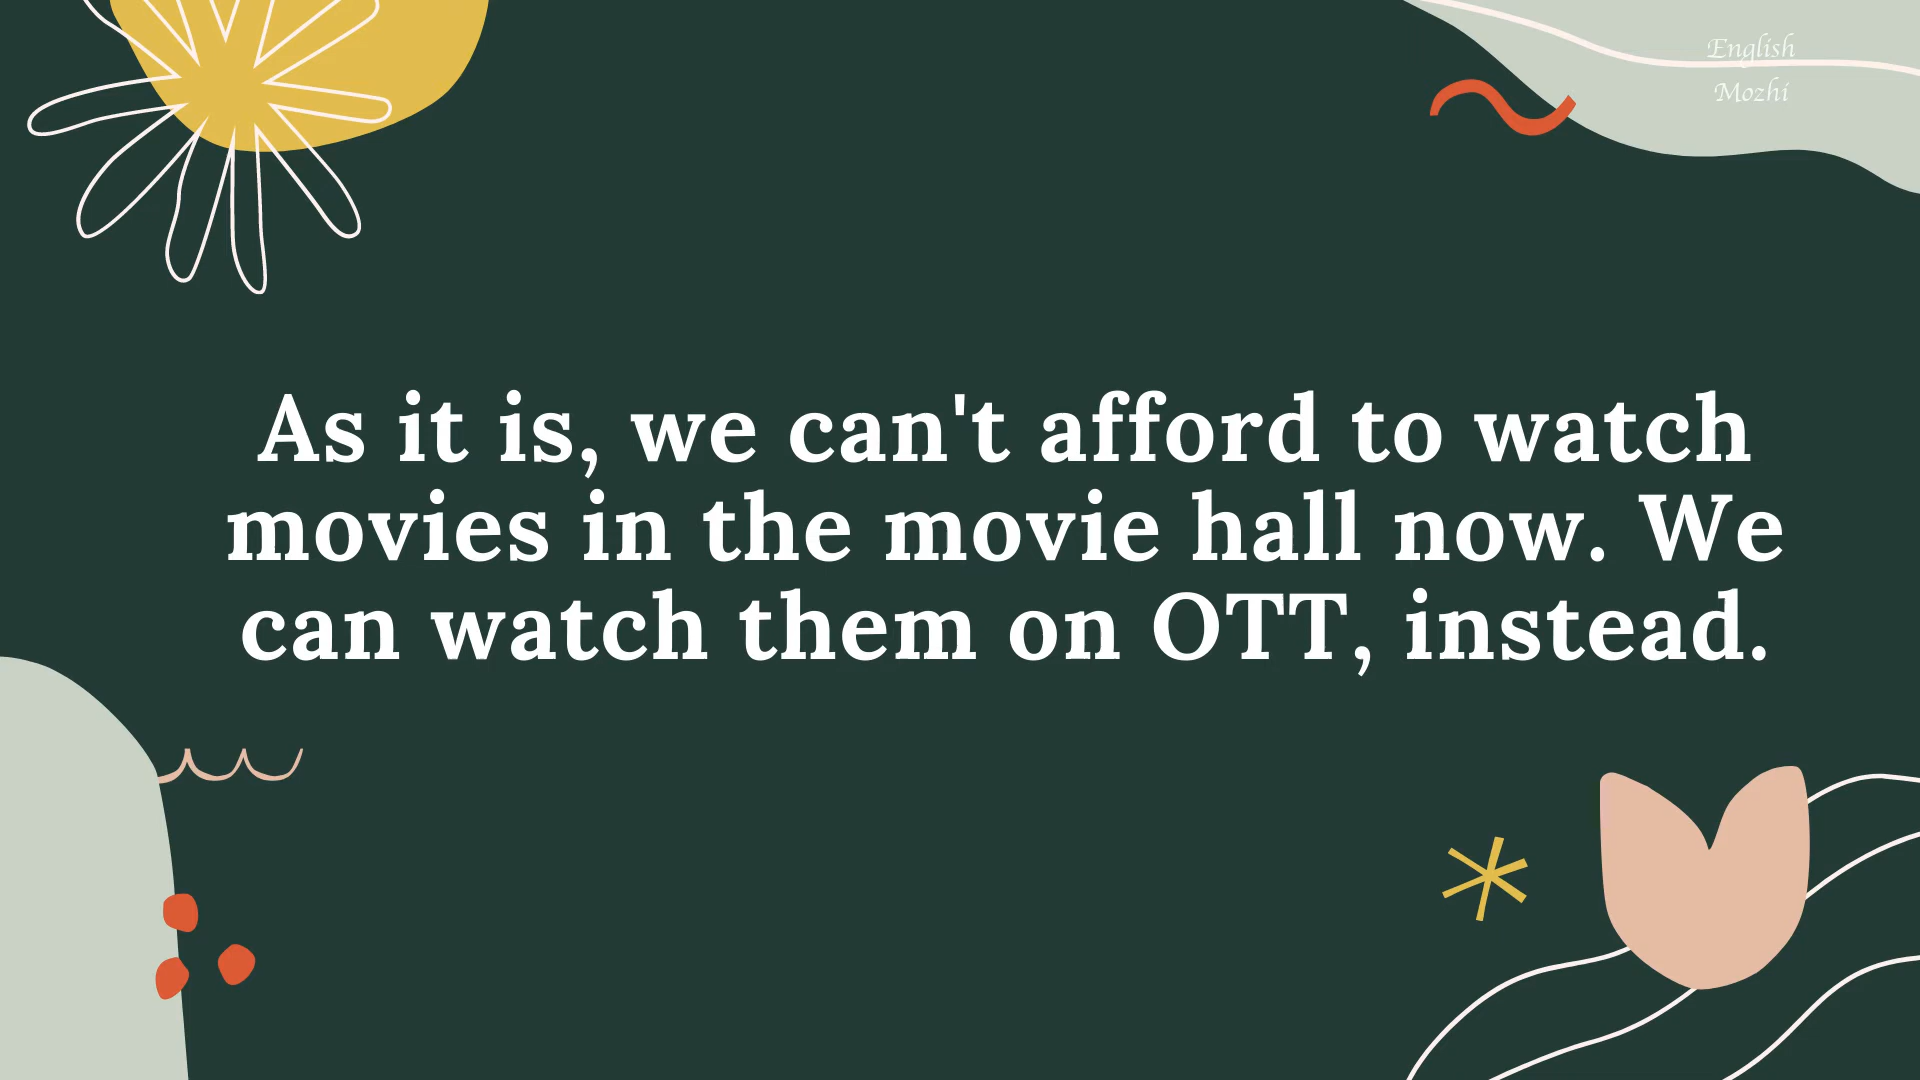 English
Mozhi
As it is, we can't afford to watch
movies in the movie hall now. We
can watch them on OTT, instead.